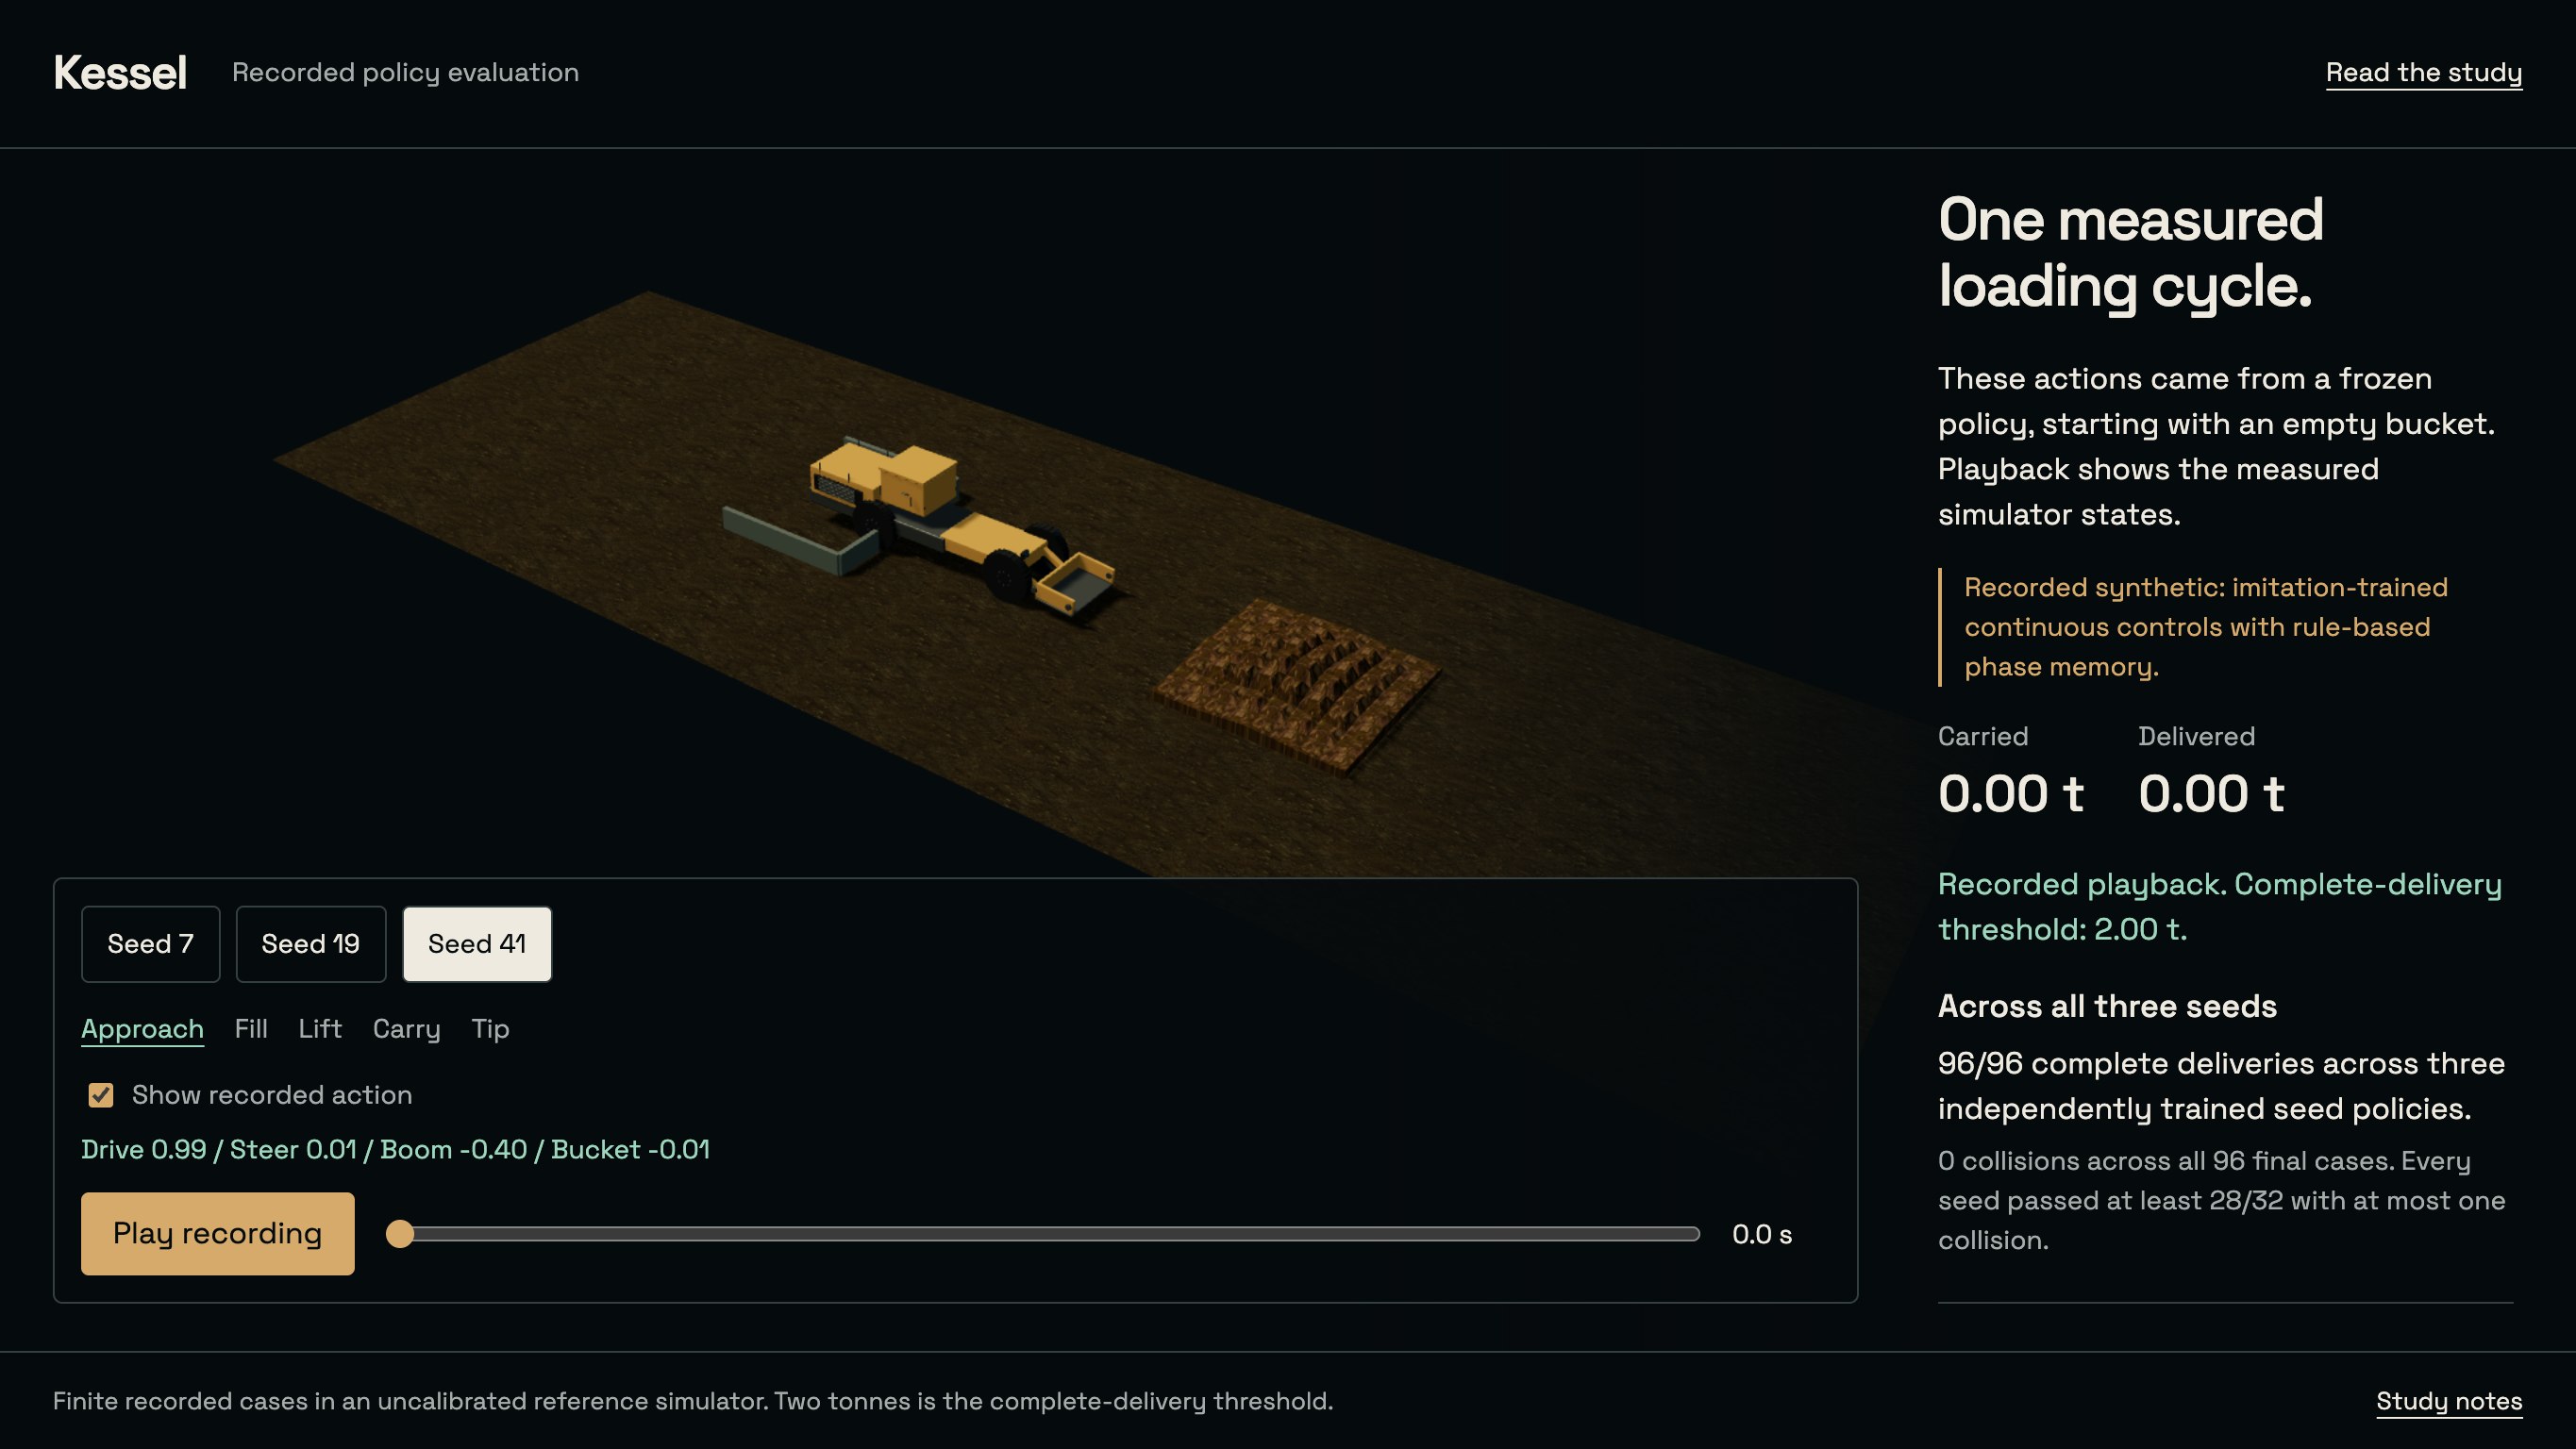 Kessel
Recorded policy evaluation
Read the study
One measured
loading cycle.
These actions came from a frozen
policy, starting with an empty bucket.
Playback shows the measured
simulator states.
Recorded synthetic: imitation-trained
continuous controls with rule-based
phase memory.
Carried Delivered
0.00 t 0.00 t
Recorded playback. Complete-delivery
threshold: 2.00 t.
Across all three seeds
96/96 complete deliveries across three
independently trained seed policies.
0 collisions across all 96 final cases. Every
seed passed at least 28/32 with at most one
collision.
Seed 7 Seed 19 Seed 41
Approach Fill Lift Carry Tip
Show recorded action
Drive 0.99 / Steer 0.01 / Boom -0.40 / Bucket -0.01
Play recording 0.0 s
Finite recorded cases in an uncalibrated reference simulator. Two tonnes is the complete-delivery threshold.
Study notes